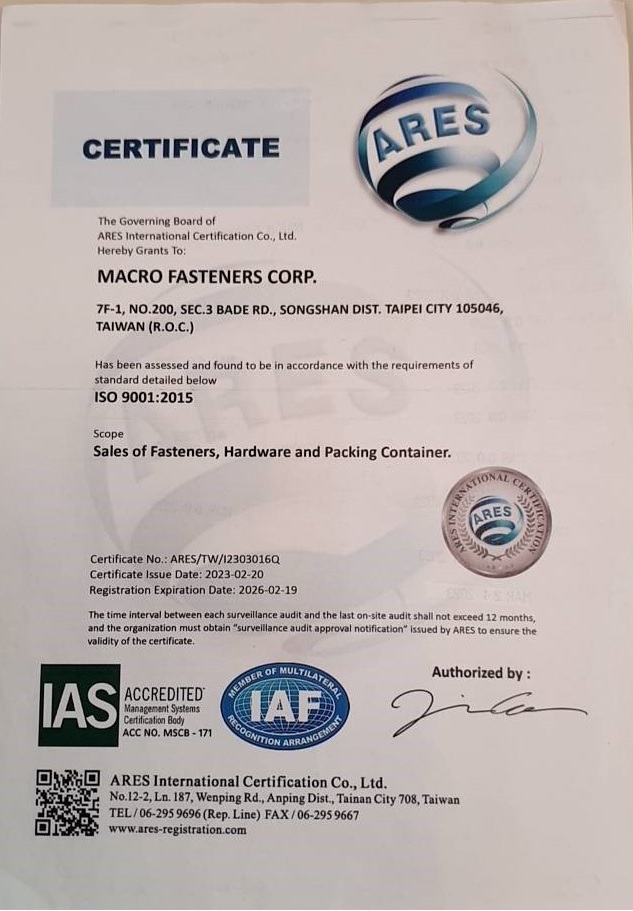 ARES
CERTIFICATE
The Governing Board of
ARES International Certification Co., Ltd.
Hereby Grants To:
MACRO FASTENERS CORP.
7F-1, NO.200, SEC.3 BADE RD., SONGSHAN DIST. TAIPEI CITY 105046,
TAIWAN (R.O.C.)
Has been assessed and found to be in accordance with the requirements of
standard detailed below
ISO 9001:2015
ARES
Scope
Sales of Fasteners, Hardware and Packing Container.
ARES INTERNATIONAL CERTIFICATION
ARES
Certificate No.: ARES/TW/I2303016Q
Certificate Issue Date: 2023-02-20
Registration Expiration Date: 2026-02-19
The time interval between each surveillance audit and the last on-site audit shall not exceed 12 months,
and the organization must obtain "surveillance audit approval notification" issued by ARES to ensure the
validity of the certificate.
IAS
ACCREDITED
Management Systems
Certification Body
ACC NO. MSCB - 171
MEMBER OF MULTILATERAL
IAF
RECOGNITION ARRANGEMENT
Authorized by :
ARES International Certification Co., Ltd.
No.12-2, Ln. 187, Wenping Rd., Anping Dist., Tainan City 708, Taiwan
TEL / 06-295 9696 (Rep. Line) FAX / 06-295 9667
www.ares-registration.com